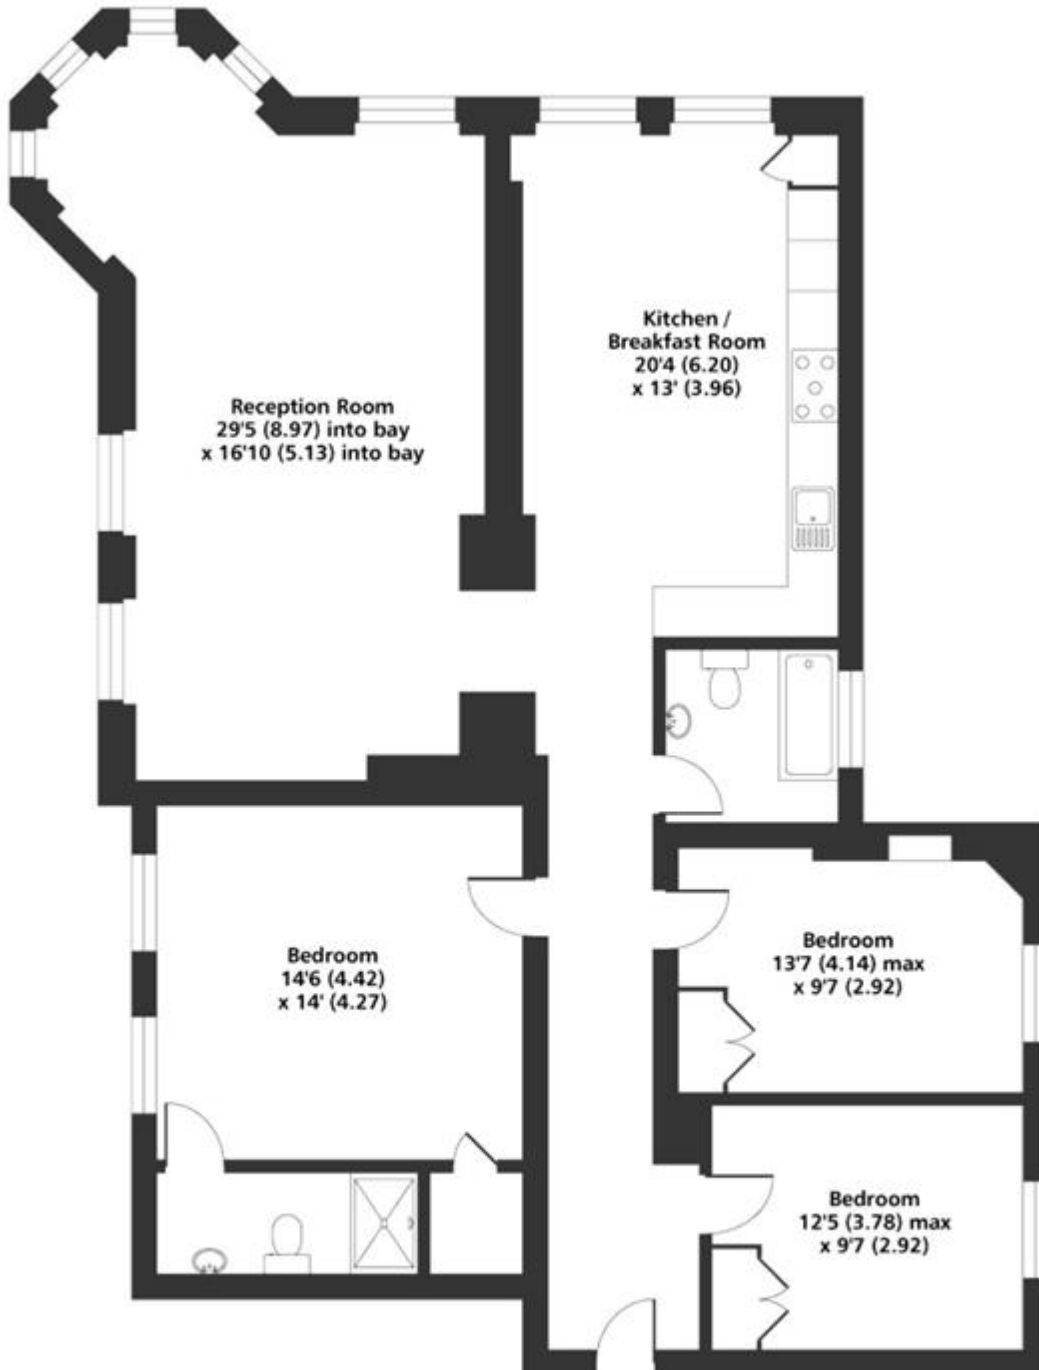 Kitchen /
Breakfast Room
20'4 (6.20)
x 13' (3.96)
Reception Room
29'5 (8.97) into bay
x 16'10 (5.13) into bay
Bedroom
14'6 (4.42)
x 14' (4.27)
Bedroom
13'7 (4.14) max
x 9'7 (2.92)
Bedroom
12'5 (3.78) max
x 9'7 (2.92)